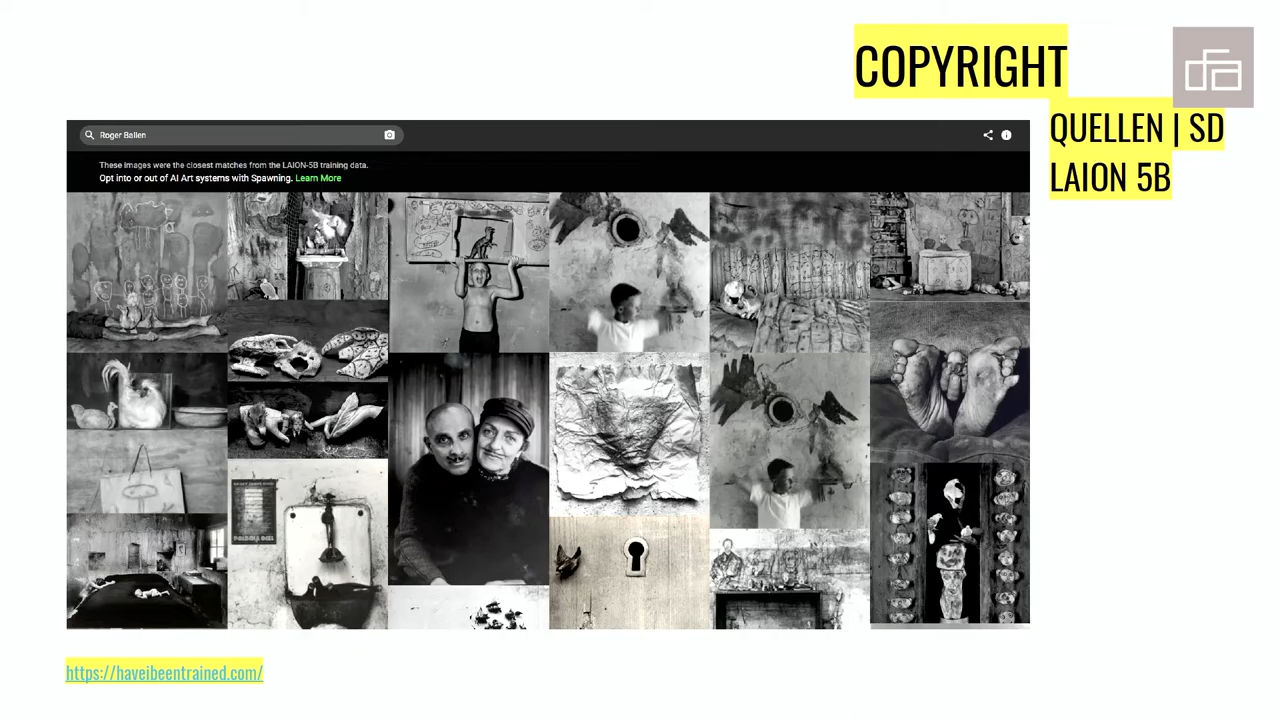 COPYRIGHT
dfa
QUELLEN | SD
LAION 5B
Roger Ballen
These images were the closest matches from the LAION-5B training data.
Opt into or out of AI Art systems with Spawning. Learn More
https://haveibeentrained.com/